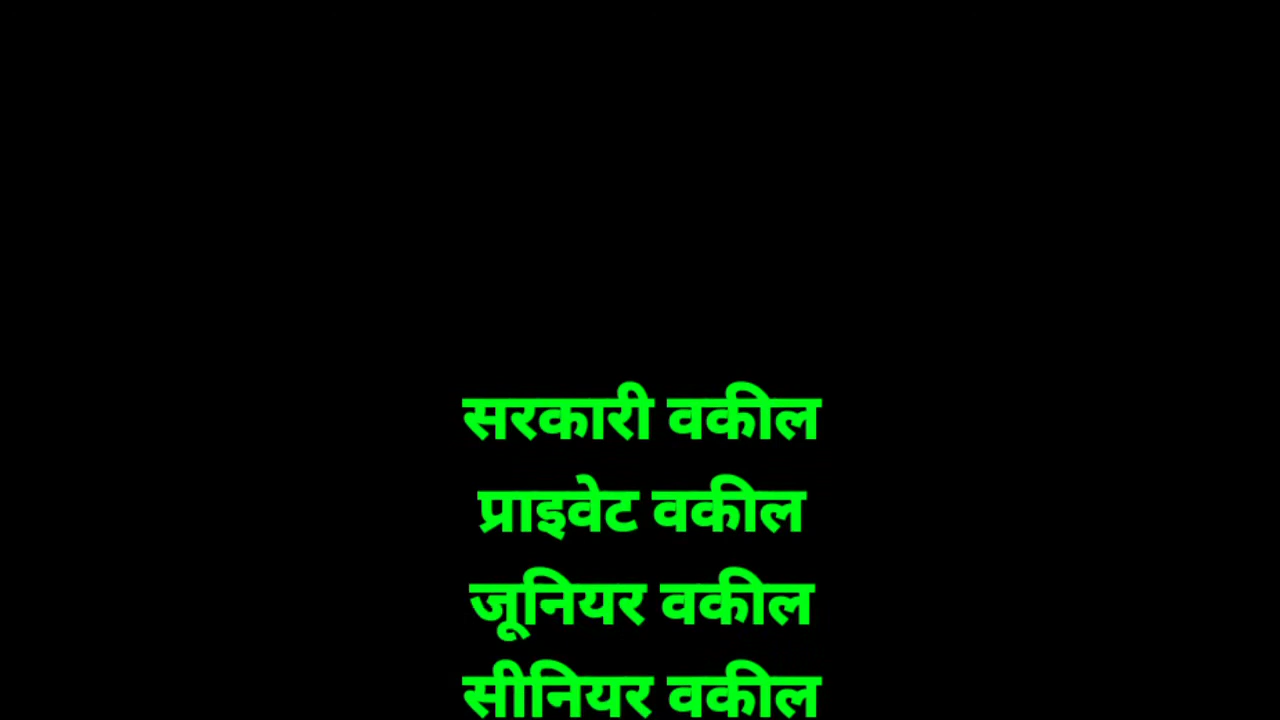 सरकारी वकील
प्राइवेट वकील
जूनियर वकील
सीनियर वकील